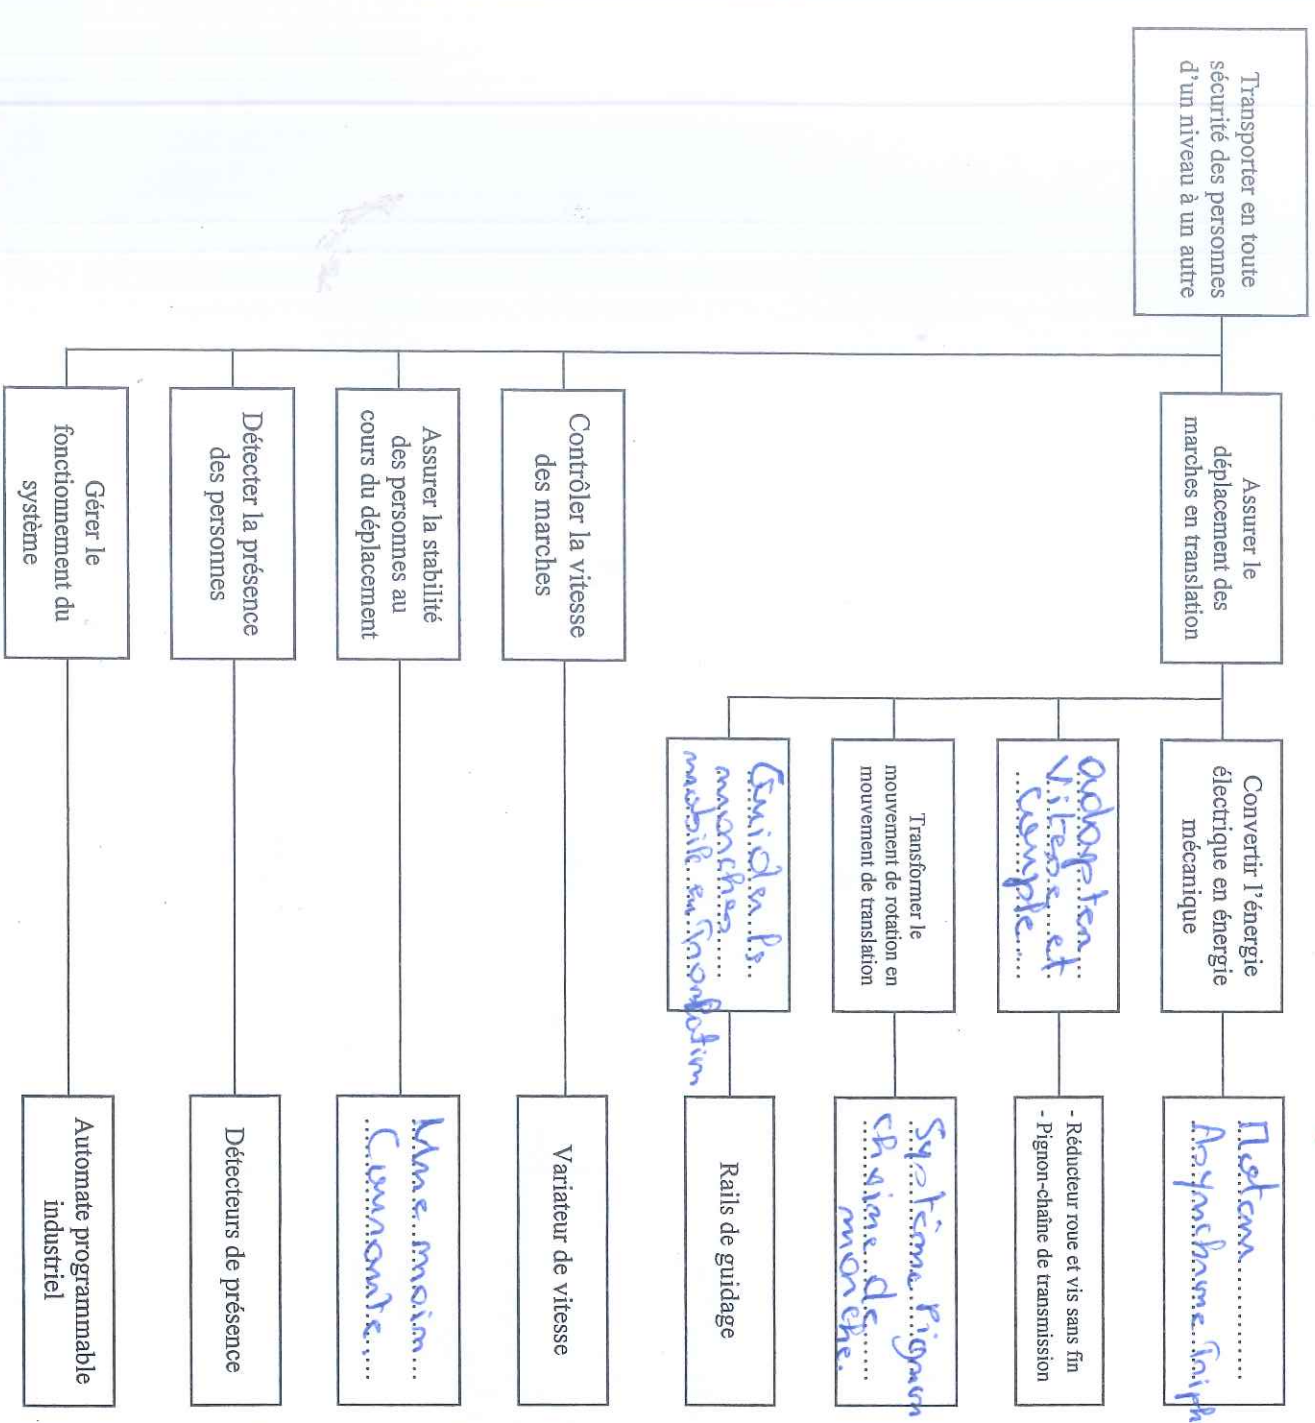 Transporter en toute
sécurité des personnes
d'un niveau à un autre
Assurer le
déplacement des
marches en translation
Convertir l'énergie
électrique en énergie
mécanique
Moteur
Asynchrone Triph
adapter
vitesse et
couple
- Réducteur roue et vis sans fin
- Pignon-chaîne de transmission
Transformer le
mouvement de rotation en
mouvement de translation
Système Pignon
chaine de
marche.
Guider les
marches
mobile en Translation
Rails de guidage
Contrôler la vitesse
des marches
Variateur de vitesse
Assurer la stabilité
des personnes au
cours du déplacement
Une main
Courante
Détecter la présence
des personnes
Détecteurs de présence
Gérer le
fonctionnement du
système
Automate programmable
industriel